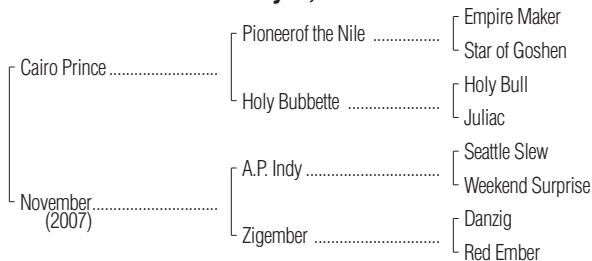 Empire Maker
Pioneerof the Nile ................
Star of Goshen
Cairo Prince ..........................
Holy Bull
Holy Bubbette ......................
Juliac
Seattle Slew
A.P. Indy ................................
Weekend Surprise
November..............................
(2007)
Danzig
Zigember ..............................
Red Ember